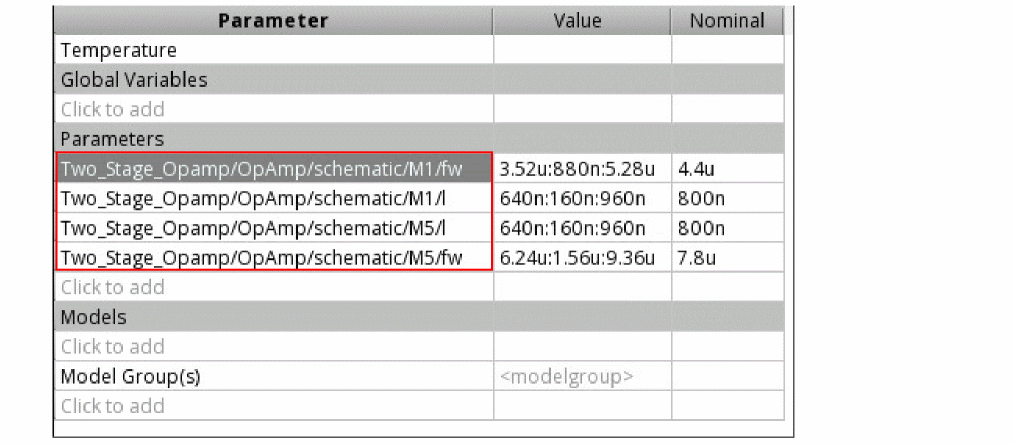 Parameter Value Nominal
Temperature
Global Variables
Click to add
Parameters
Two_Stage_Opamp/OpAmp/schematic/M1/fw 3.52u:880n:5.28u 4.4u
Two_Stage_Opamp/OpAmp/schematic/M1/l 640n:160n:960n 800n
Two_Stage_Opamp/OpAmp/schematic/M5/l 640n:160n:960n 800n
Two_Stage_Opamp/OpAmp/schematic/M5/fw 6.24u:1.56u:9.36u 7.8u
Click to add
Models
Click to add
Model Group(s) <modelgroup>
Click to add